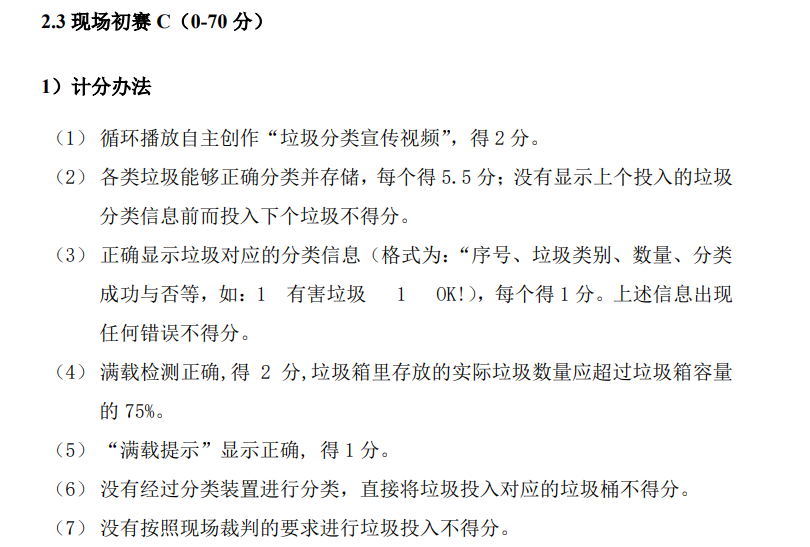 2.3 现场初赛 C（0-70 分）
1）计分办法
（1） 循环播放自主创作“垃圾分类宣传视频”，得 2 分。
（2） 各类垃圾能够正确分类并存储，每个得 5.5 分；没有显示上个投入的垃圾
分类信息前而投入下个垃圾不得分。
（3） 正确显示垃圾对应的分类信息（格式为：“序号、垃圾类别、数量、分类
成功与否等，如：1 有害垃圾 1 OK!），每个得 1 分。上述信息出现
任何错误不得分。
（4） 满载检测正确,得 2 分,垃圾箱里存放的实际垃圾数量应超过垃圾箱容量
的 75%。
（5） “满载提示”显示正确, 得 1 分。
（6） 没有经过分类装置进行分类，直接将垃圾投入对应的垃圾桶不得分。
（7） 没有按照现场裁判的要求进行垃圾投入不得分。